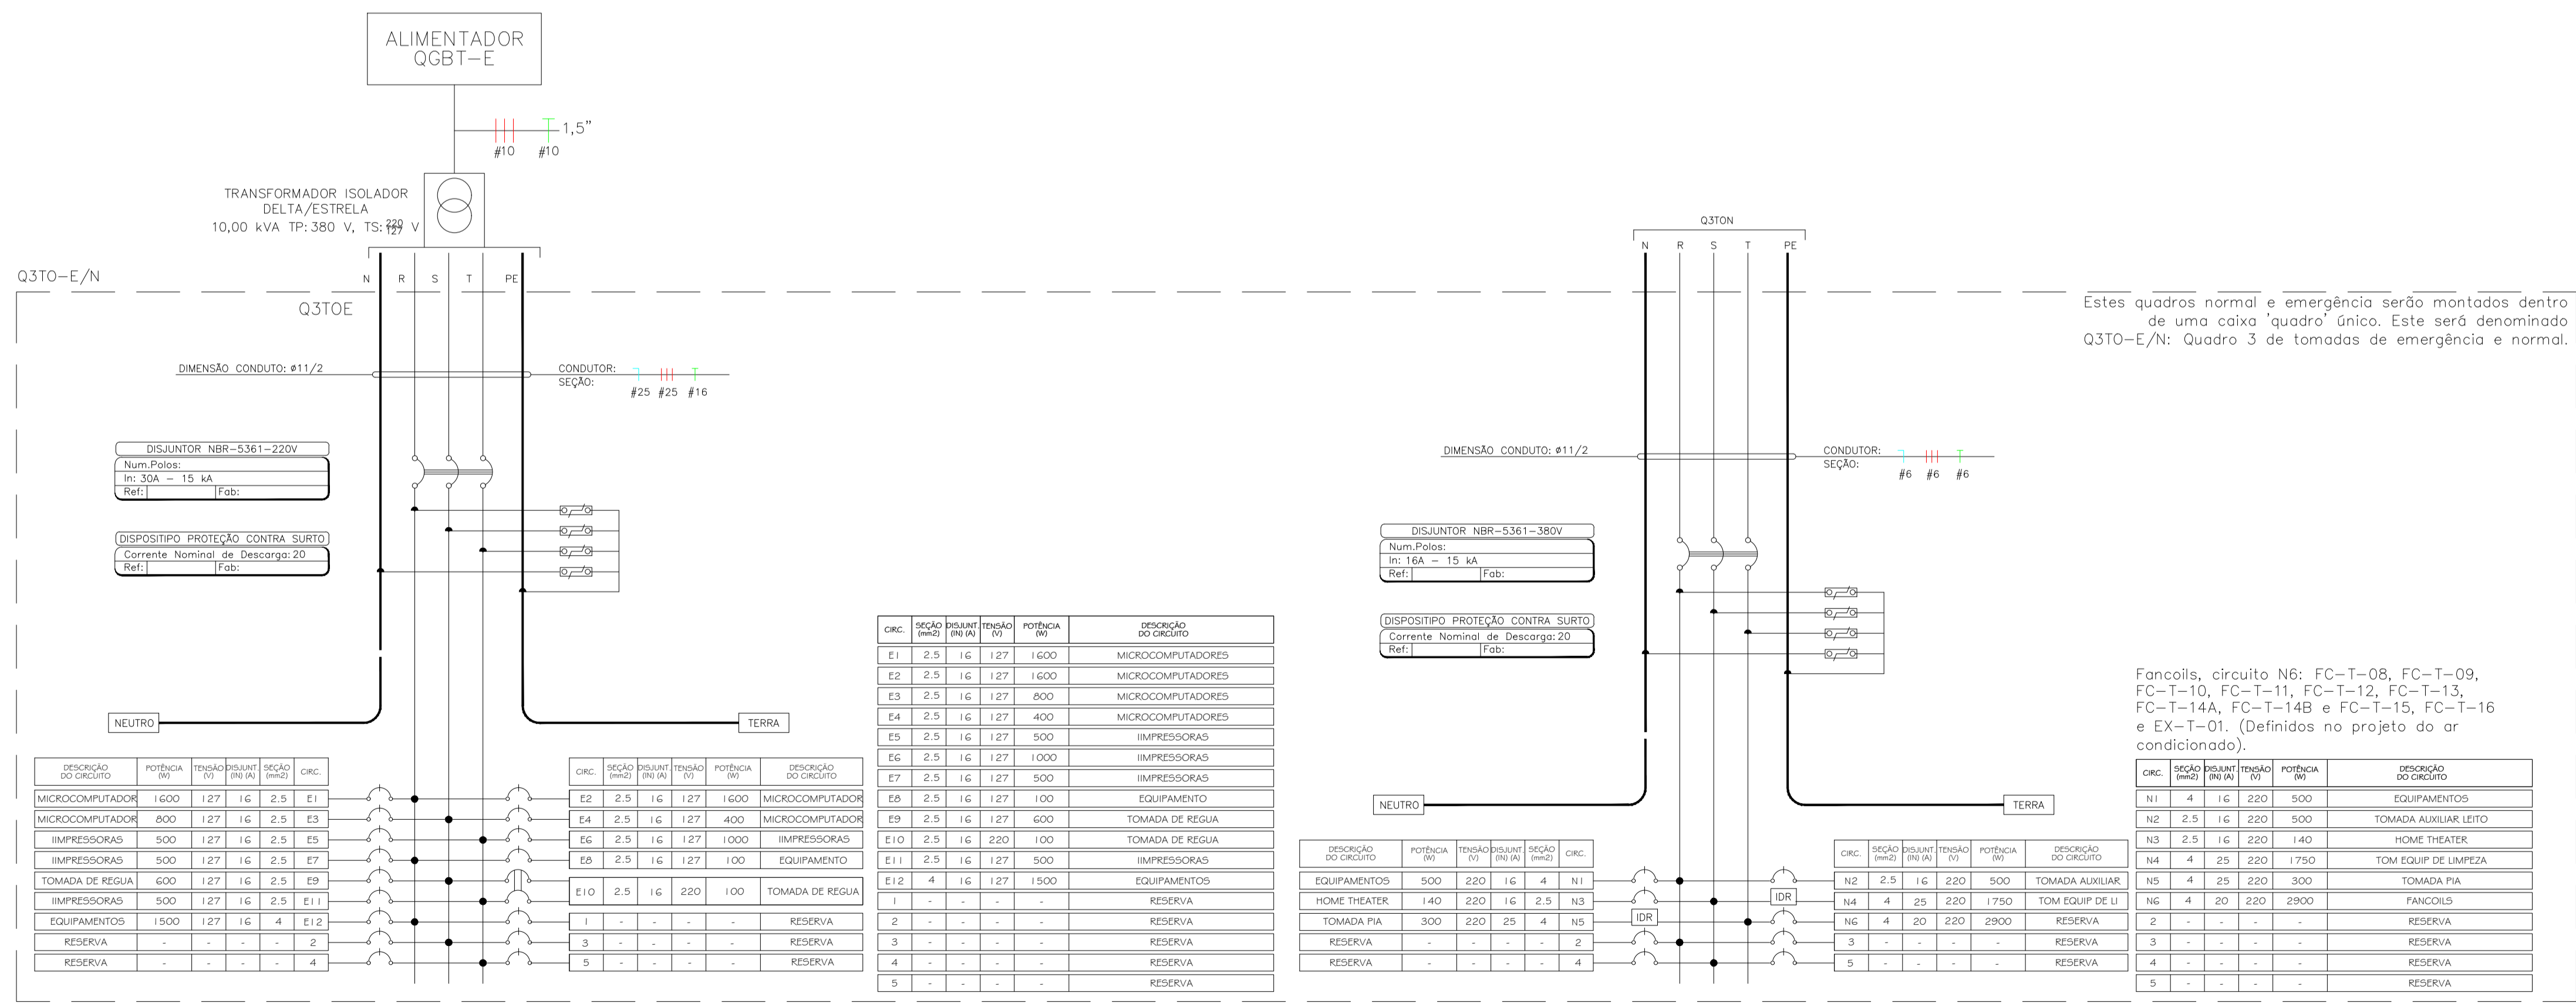 ALIMENTADOR
QGBT-E
1,5"
#10 #10
TRANSFORMADOR ISOLADOR
DELTA/ESTRELA
10,00 kVA TP: 380 V, TS: 220/127 V
Q3TO-E/N
N R S T PE
Q3TOE
DIMENSÃO CONDUTO: ø11/2
CONDUTOR:
SEÇÃO:
#25 #25 #16
DISJUNTOR NBR-5361-220V
Num.Polos:
In: 30A - 15 kA
Ref: Fab:
DISPOSITIPO PROTEÇÃO CONTRA SURTO
Corrente Nominal de Descarga: 20
Ref: Fab:
NEUTRO
TERRA
DESCRIÇÃO DO CIRCUITO POTÊNCIA (W) TENSÃO (V) DISJUNT. (IN) (A) SEÇÃO (mm2) CIRC.
MICROCOMPUTADOR 1600 127 16 2.5 E1
MICROCOMPUTADOR 800 127 16 2.5 E3
IIMPRESSORAS 500 127 16 2.5 E5
IIMPRESSORAS 500 127 16 2.5 E7
TOMADA DE REGUA 600 127 16 2.5 E9
IIMPRESSORAS 500 127 16 2.5 E11
EQUIPAMENTOS 1500 127 16 4 E12
RESERVA - - - - 2
RESERVA - - - - 4
CIRC. SEÇÃO (mm2) DISJUNT. (IN) (A) TENSÃO (V) POTÊNCIA (W) DESCRIÇÃO DO CIRCUITO
E2 2.5 16 127 1600 MICROCOMPUTADOR
E4 2.5 16 127 400 MICROCOMPUTADOR
E6 2.5 16 127 1000 IIMPRESSORAS
E8 2.5 16 127 100 EQUIPAMENTO
E10 2.5 16 220 100 TOMADA DE REGUA
1 - - - - RESERVA
3 - - - - RESERVA
5 - - - - RESERVA
CIRC. SEÇÃO (mm2) DISJUNT. (IN) (A) TENSÃO (V) POTÊNCIA (W) DESCRIÇÃO DO CIRCUITO
E1 2.5 16 127 1600 MICROCOMPUTADORES
E2 2.5 16 127 1600 MICROCOMPUTADORES
E3 2.5 16 127 800 MICROCOMPUTADORES
E4 2.5 16 127 400 MICROCOMPUTADORES
E5 2.5 16 127 500 IIMPRESSORAS
E6 2.5 16 127 1000 IIMPRESSORAS
E7 2.5 16 127 500 IIMPRESSORAS
E8 2.5 16 127 100 EQUIPAMENTO
E9 2.5 16 127 600 TOMADA DE REGUA
E10 2.5 16 220 100 TOMADA DE REGUA
E11 2.5 16 127 500 IIMPRESSORAS
E12 4 16 127 1500 EQUIPAMENTOS
1 - - - - RESERVA
2 - - - - RESERVA
3 - - - - RESERVA
4 - - - - RESERVA
5 - - - - RESERVA
Q3TON
N R S T PE
Estes quadros normal e emergência serão montados dentro
de uma caixa 'quadro' único. Este será denominado
Q3TO-E/N: Quadro 3 de tomadas de emergência e normal.
DIMENSÃO CONDUTO: ø11/2
CONDUTOR:
SEÇÃO:
#6 #6 #6
DISJUNTOR NBR-5361-380V
Num.Polos:
In: 16A - 15 kA
Ref: Fab:
DISPOSITIPO PROTEÇÃO CONTRA SURTO
Corrente Nominal de Descarga: 20
Ref: Fab:
NEUTRO
TERRA
DESCRIÇÃO DO CIRCUITO POTÊNCIA (W) TENSÃO (V) DISJUNT. (IN) (A) SEÇÃO (mm2) CIRC.
EQUIPAMENTOS 500 220 16 4 N1
HOME THEATER 140 220 16 2.5 N3
TOMADA PIA 300 220 25 4 N5
RESERVA - - - - 2
RESERVA - - - - 4
IDR
IDR
CIRC. SEÇÃO (mm2) DISJUNT. (IN) (A) TENSÃO (V) POTÊNCIA (W) DESCRIÇÃO DO CIRCUITO
N2 2.5 16 220 500 TOMADA AUXILIAR
N4 4 25 220 1750 TOM EQUIP DE LI
N6 4 20 220 2900 RESERVA
3 - - - - RESERVA
5 - - - - RESERVA
Fancoils, circuito N6: FC-T-08, FC-T-09,
FC-T-10, FC-T-11, FC-T-12, FC-T-13,
FC-T-14A, FC-T-14B e FC-T-15, FC-T-16
e EX-T-01. (Definidos no projeto do ar
condicionado).
CIRC. SEÇÃO (mm2) DISJUNT. (IN) (A) TENSÃO (V) POTÊNCIA (W) DESCRIÇÃO DO CIRCUITO
N1 4 16 220 500 EQUIPAMENTOS
N2 2.5 16 220 500 TOMADA AUXILIAR LEITO
N3 2.5 16 220 140 HOME THEATER
N4 4 25 220 1750 TOM EQUIP DE LIMPEZA
N5 4 25 220 300 TOMADA PIA
N6 4 20 220 2900 FANCOILS
2 - - - - RESERVA
3 - - - - RESERVA
4 - - - - RESERVA
5 - - - - RESERVA